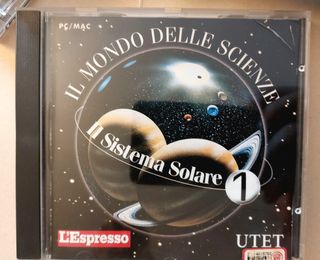 PC/MAC
IL MONDO DELLE SCIENZE
Il Sistema Solare
1
L'Espresso
UTET